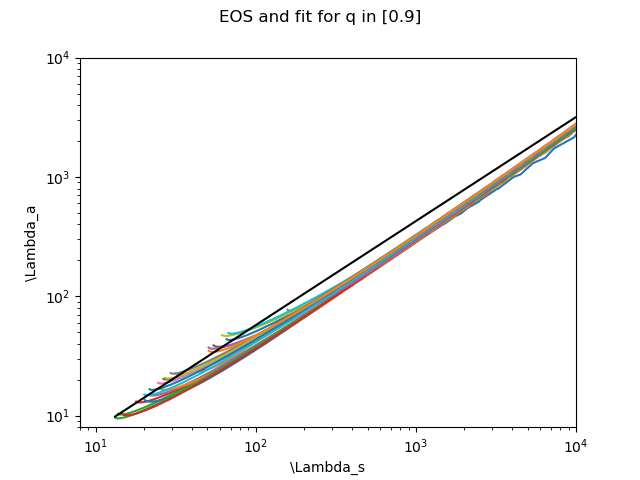 EOS and fit for q in [0.9]
10^4
10^3
\Lambda_a
10^2
10^1
10^1 10^2 10^3 10^4
\Lambda_s